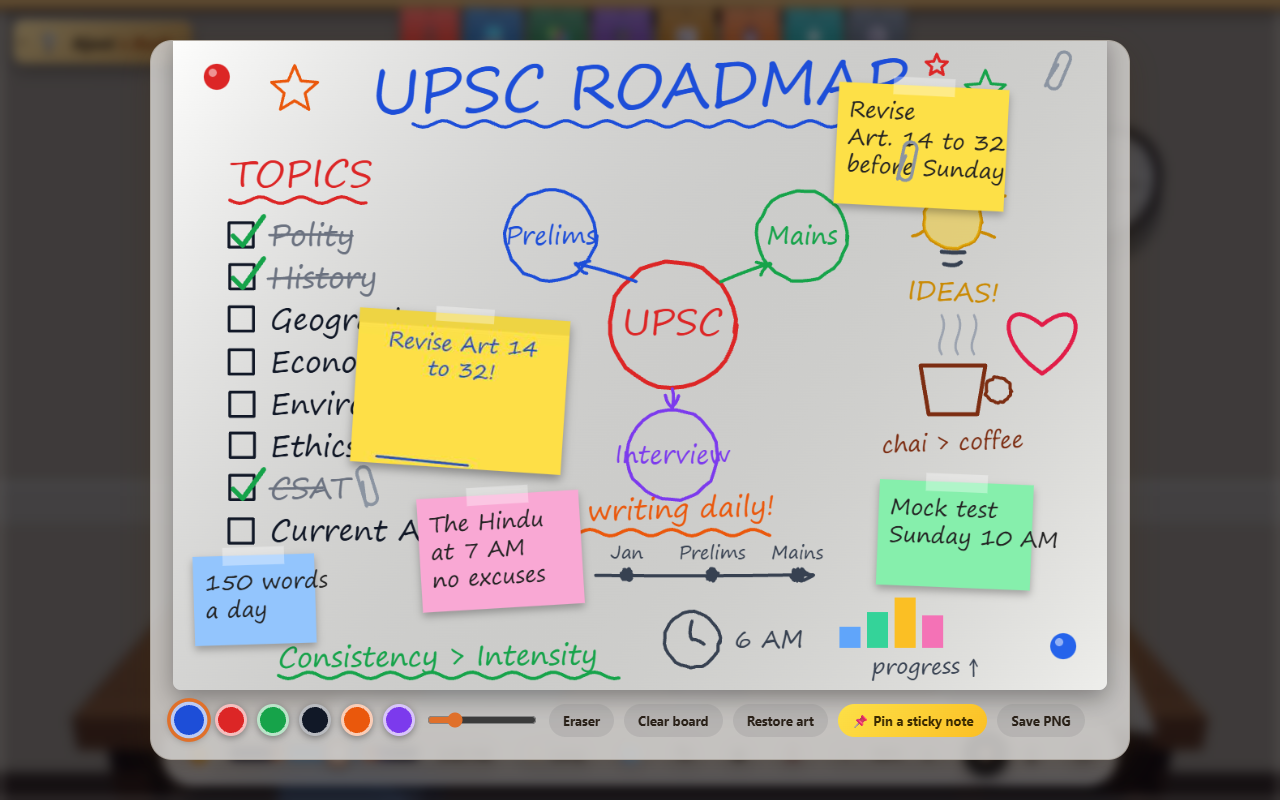 UPSC ROADMAP
Revise
Art. 14 to 32
before Sunday
TOPICS
Polity
History
Prelims
Mains
UPSC
Interview
IDEAS!
Revise Art 14
to 32!
Ethics
CSAT
Current
chai > coffee
The Hindu
at 7 AM
no excuses
writing daily!
Jan Prelims Mains
Mock test
Sunday 10 AM
150 words
a day
6 AM
progress ↑
Consistency > Intensity
Eraser Clear board Restore art Pin a sticky note Save PNG